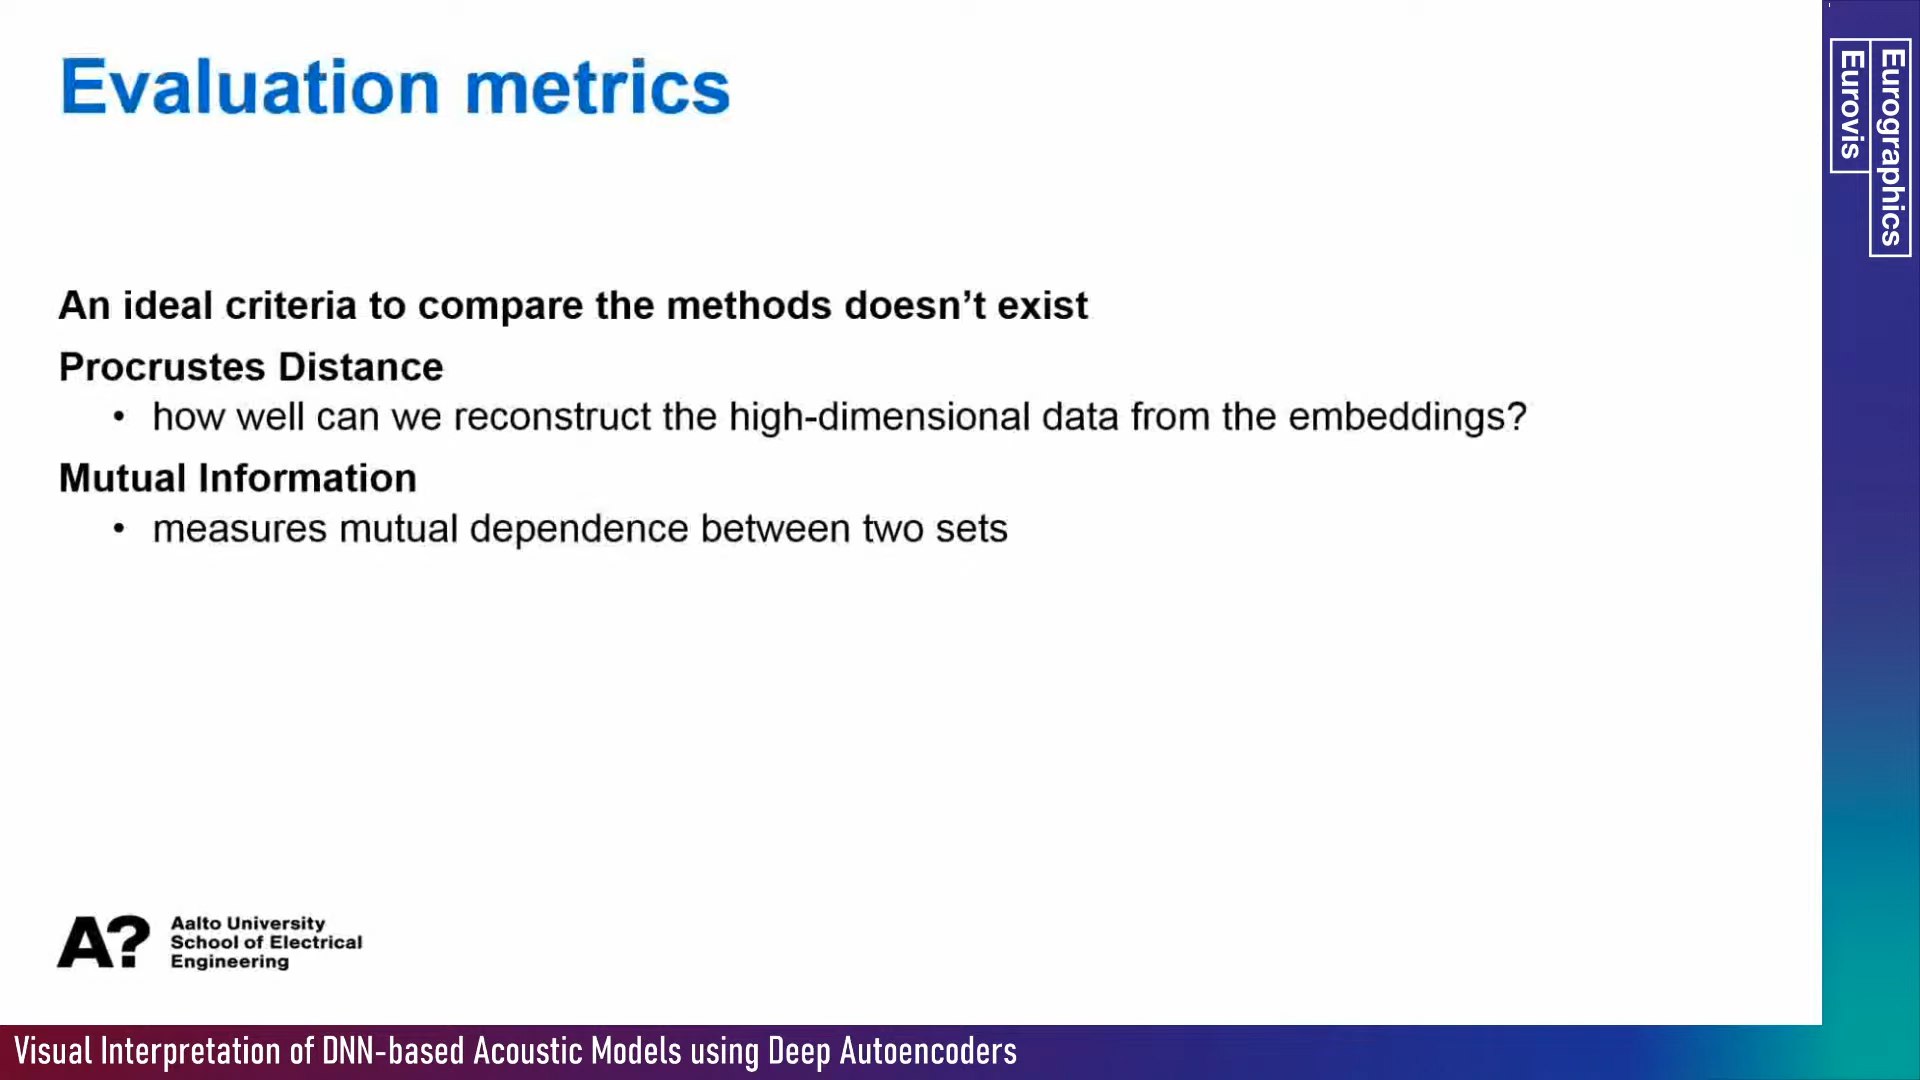 Evaluation metrics
An ideal criteria to compare the methods doesn’t exist
Procrustes Distance
• how well can we reconstruct the high-dimensional data from the embeddings?
Mutual Information
• measures mutual dependence between two sets
A?
Aalto University
School of Electrical
Engineering
Eurographics
Eurovis
Visual Interpretation of DNN-based Acoustic Models using Deep Autoencoders